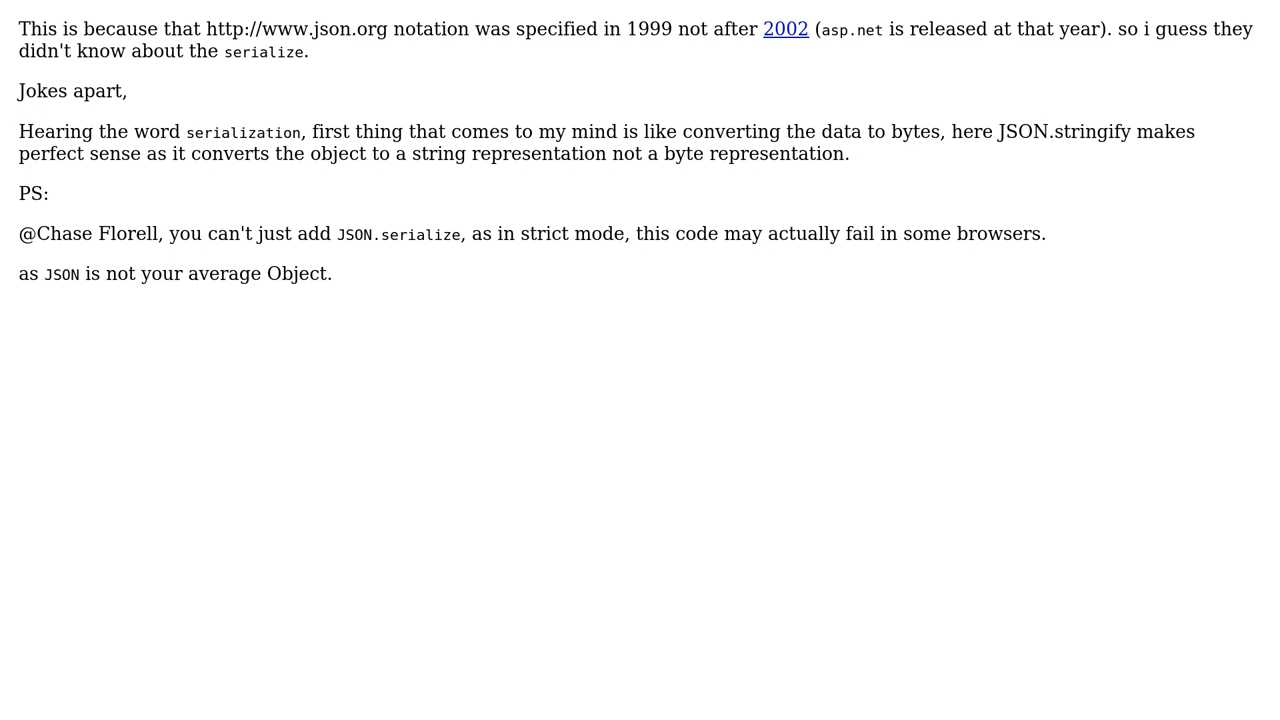 This is because that http://www.json.org notation was specified in 1999 not after 2002 (asp.net is released at that year). so i guess they
didn't know about the serialize.
Jokes apart,
Hearing the word serialization, first thing that comes to my mind is like converting the data to bytes, here JSON.stringify makes
perfect sense as it converts the object to a string representation not a byte representation.
PS:
@Chase Florell, you can't just add JSON.serialize, as in strict mode, this code may actually fail in some browsers.
as JSON is not your average Object.